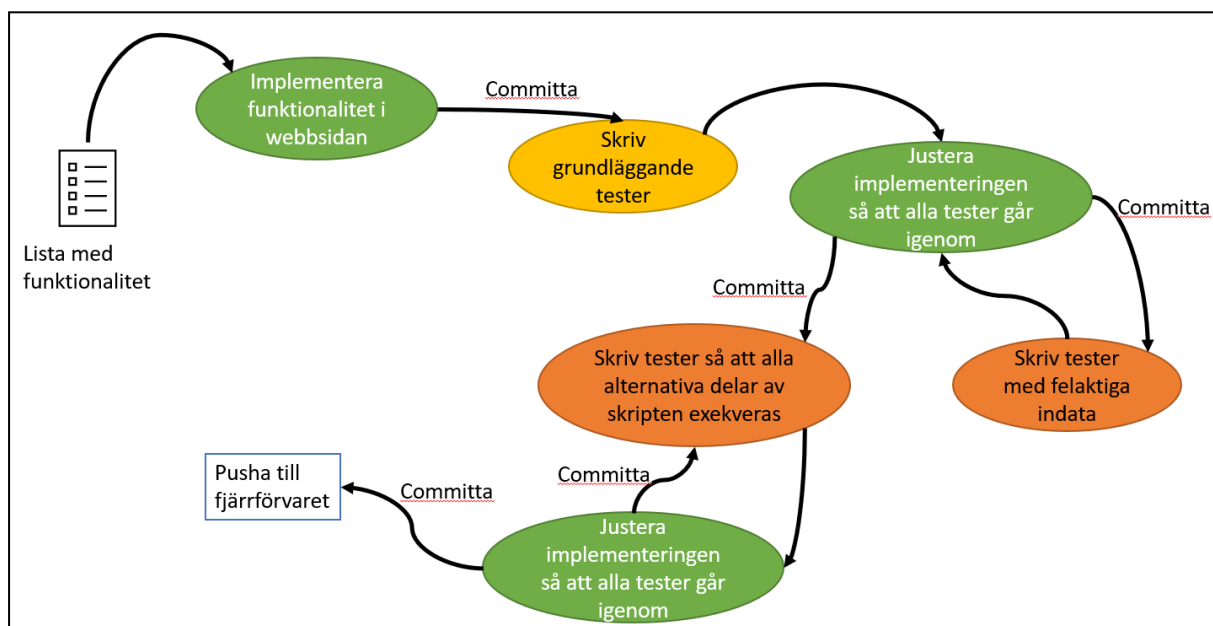 Implementera
funktionalitet i
webbsidan
Committa
Skriv
grundläggande
tester
Justera
implementeringen
så att alla tester går
igenom
Committa
Lista med
funktionalitet
Committa
Skriv tester så att alla
alternativa delar av
skripten exekveras
Skriv tester
med felaktiga
indata
Pusha till
fjärrförvaret
Committa
Committa
Justera
implementeringen
så att alla tester går
igenom